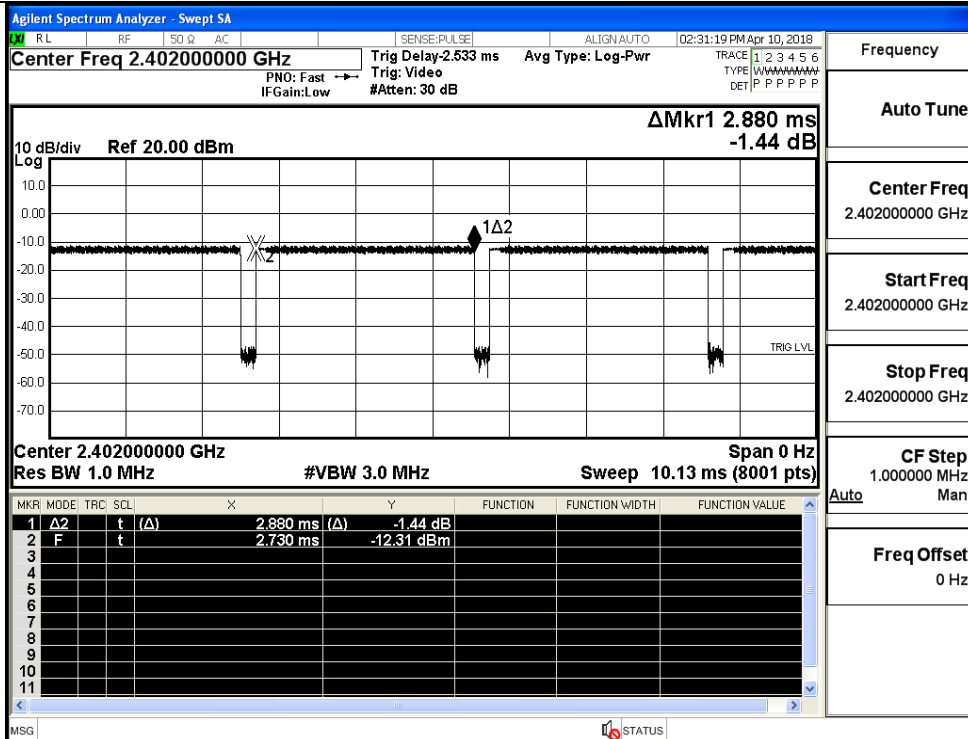 Agilent Spectrum Analyzer - Swept SA
LXI RL RF 50 Ω AC SENSE:PULSE ALIGN AUTO 02:31:19 PM Apr 10, 2018
Center Freq 2.402000000 GHz
PNO: Fast
IFGain:Low
Trig Delay-2.533 ms
Trig: Video
#Atten: 30 dB
Avg Type: Log-Pwr
TRACE 1 2 3 4 5 6
TYPE WWWWWW
DET P P P P P P
ΔMkr1 2.880 ms
-1.44 dB
10 dB/div Ref 20.00 dBm
Log
10.0
0.00
-10.0
-20.0
-30.0
-40.0
-50.0
-60.0
-70.0
1Δ2
2
TRIG LVL
Center 2.402000000 GHz Span 0 Hz
Res BW 1.0 MHz #VBW 3.0 MHz Sweep 10.13 ms (8001 pts)
MKR MODE TRC SCL X Y FUNCTION FUNCTION WIDTH FUNCTION VALUE
1 Δ2 t (Δ) 2.880 ms (Δ) -1.44 dB
2 F t 2.730 ms -12.31 dBm
3
4
5
6
7
8
9
10
11
MSG STATUS
Frequency
Auto Tune
Center Freq
2.402000000 GHz
Start Freq
2.402000000 GHz
Stop Freq
2.402000000 GHz
CF Step
1.000000 MHz
Auto Man
Freq Offset
0 Hz